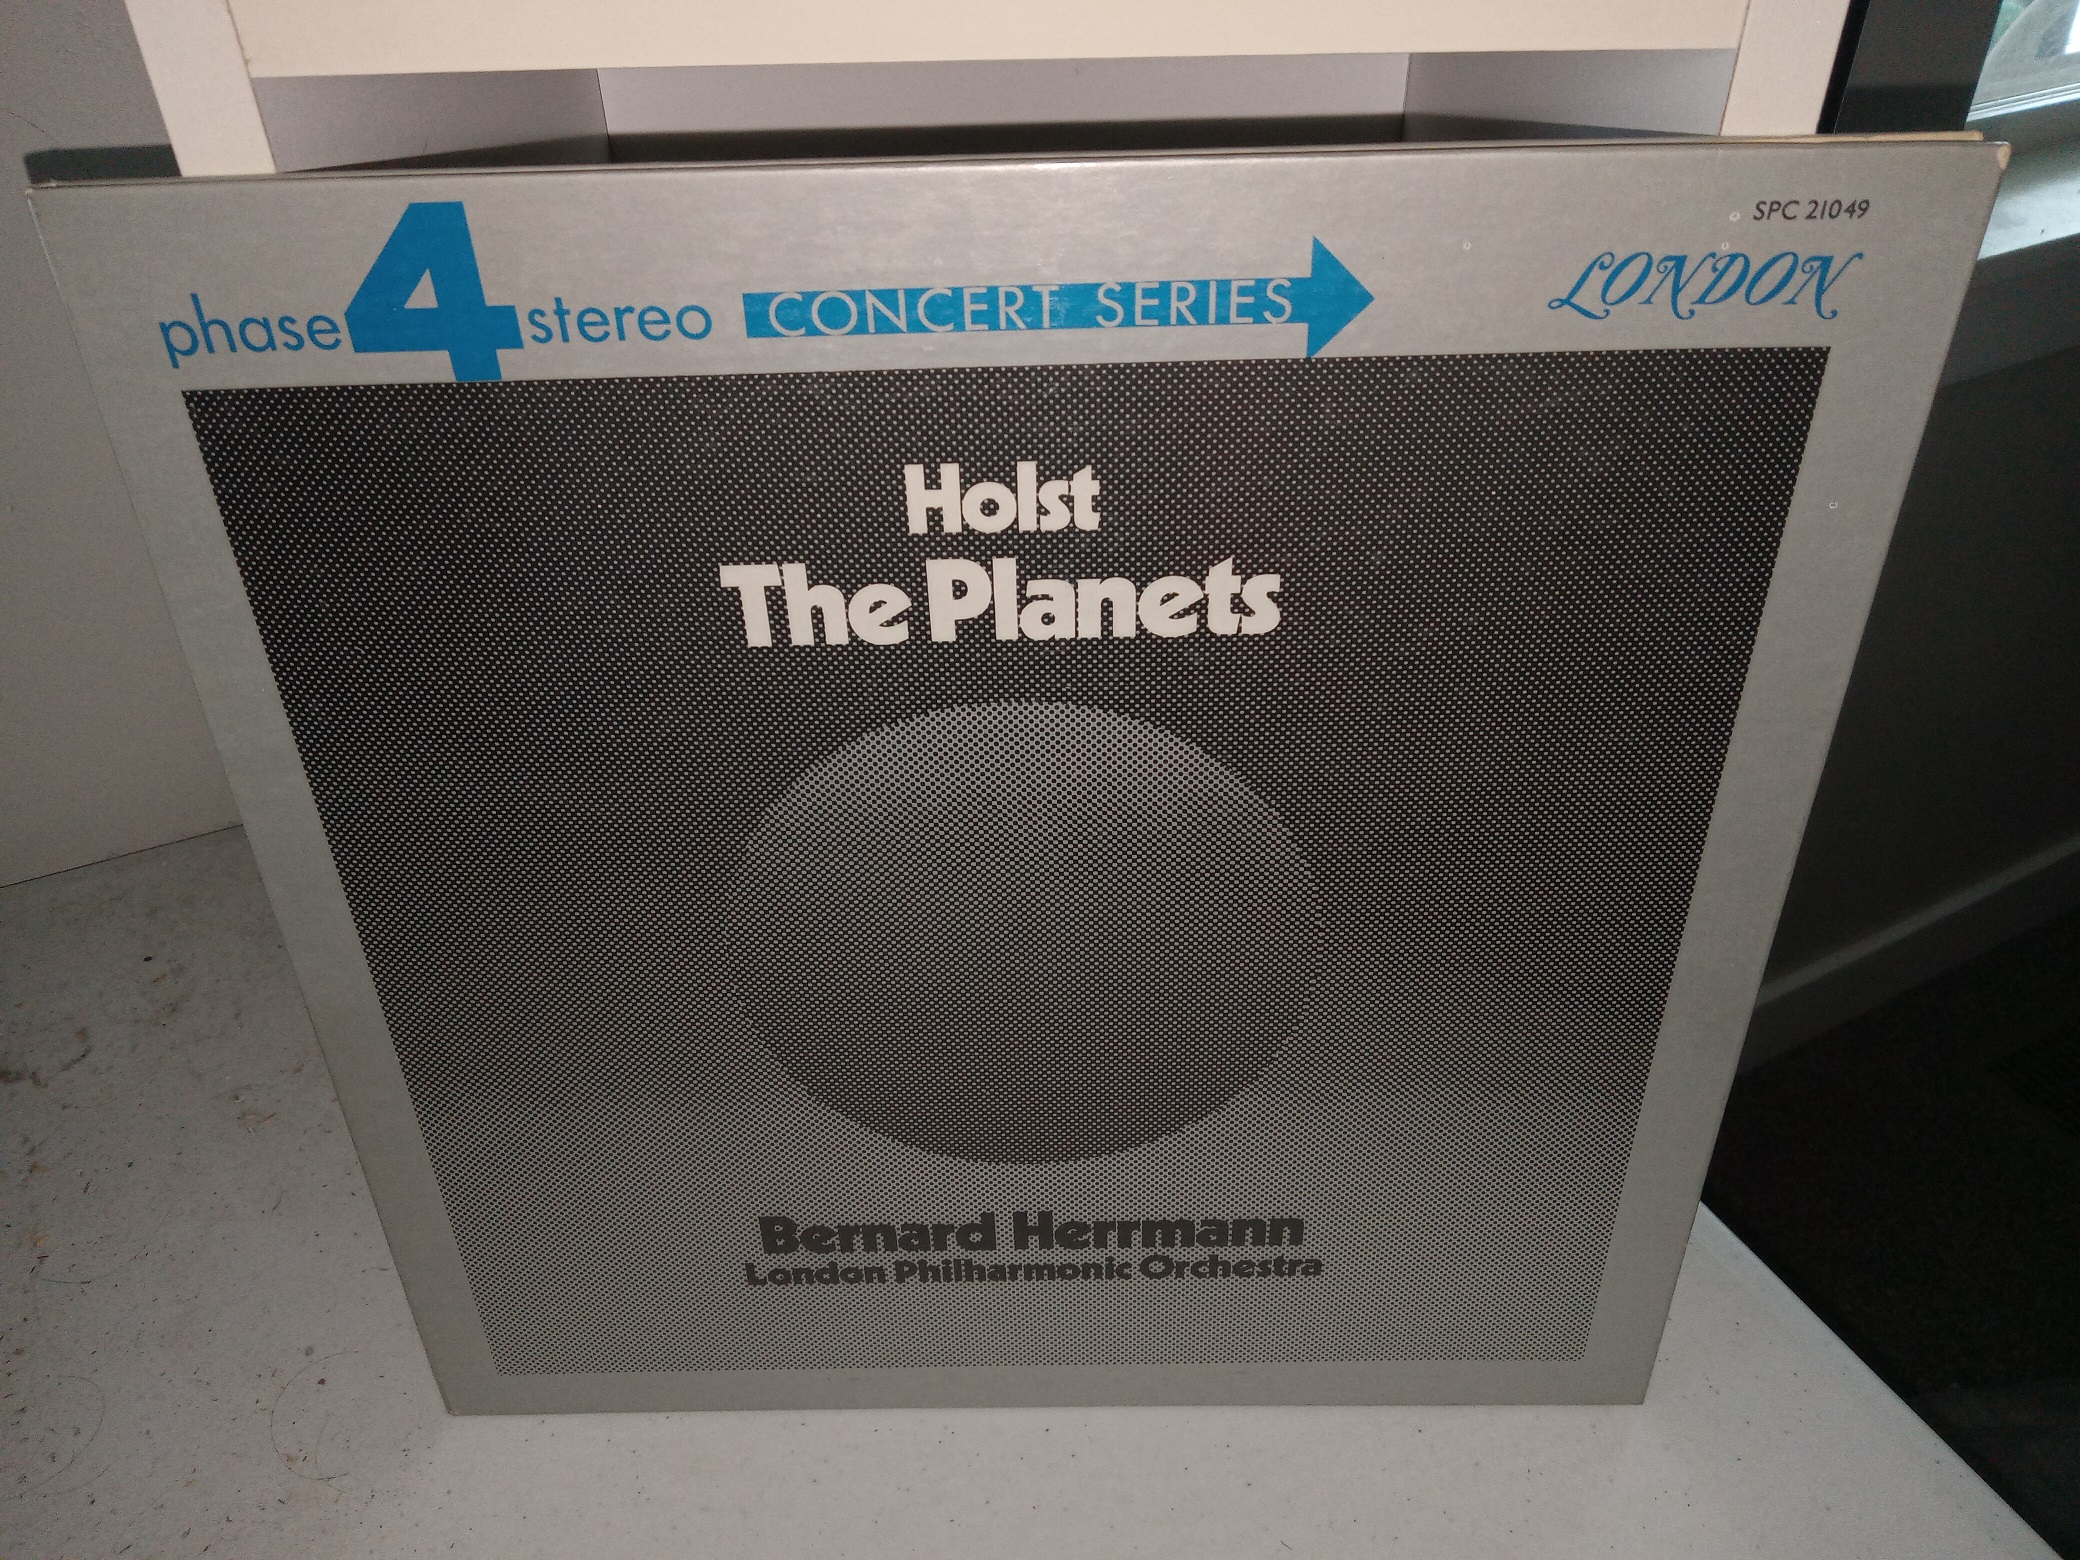 SPC 21049
phase 4 stereo CONCERT SERIES LONDON
Holst
The Planets
Bernard Herrmann
London Philharmonic Orchestra